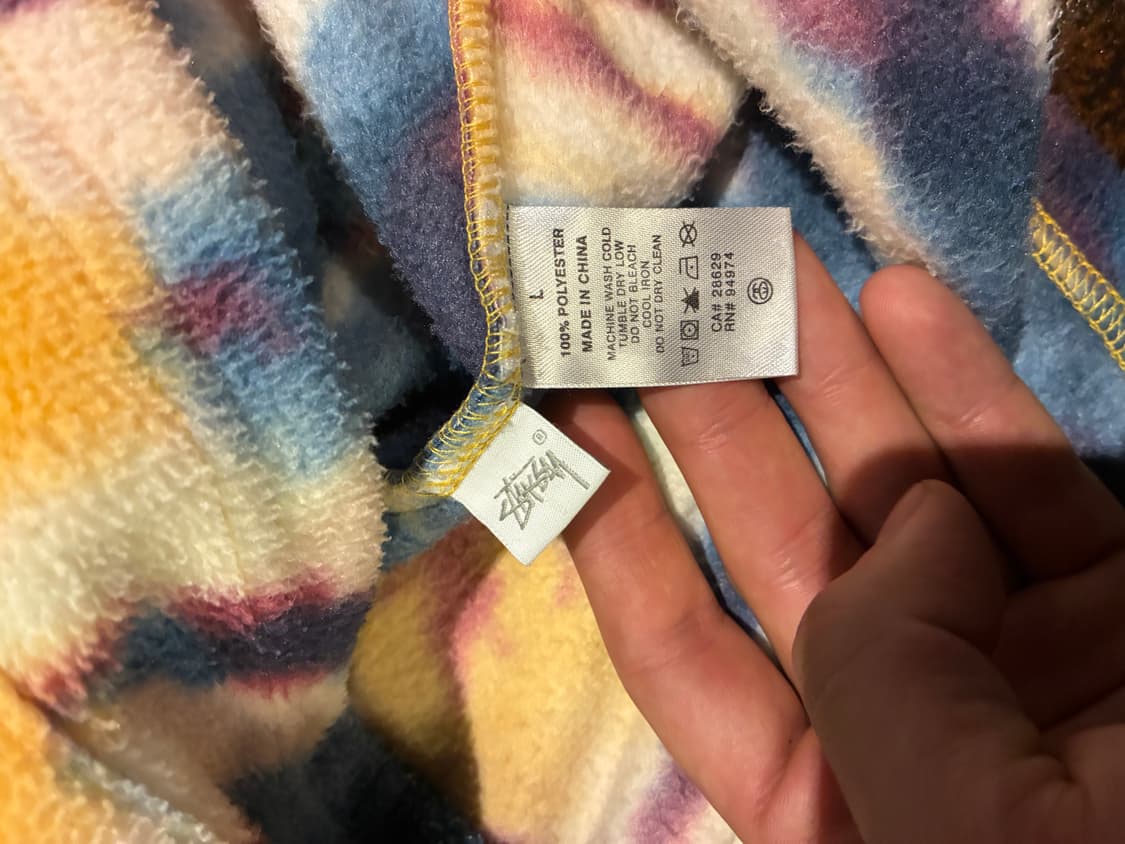 L
100% POLYESTER
MADE IN CHINA
MACHINE WASH COLD
TUMBLE DRY LOW
DO NOT BLEACH
COOL IRON
DO NOT DRY CLEAN
CA# 28629
RN# 94974
Stüssy
®